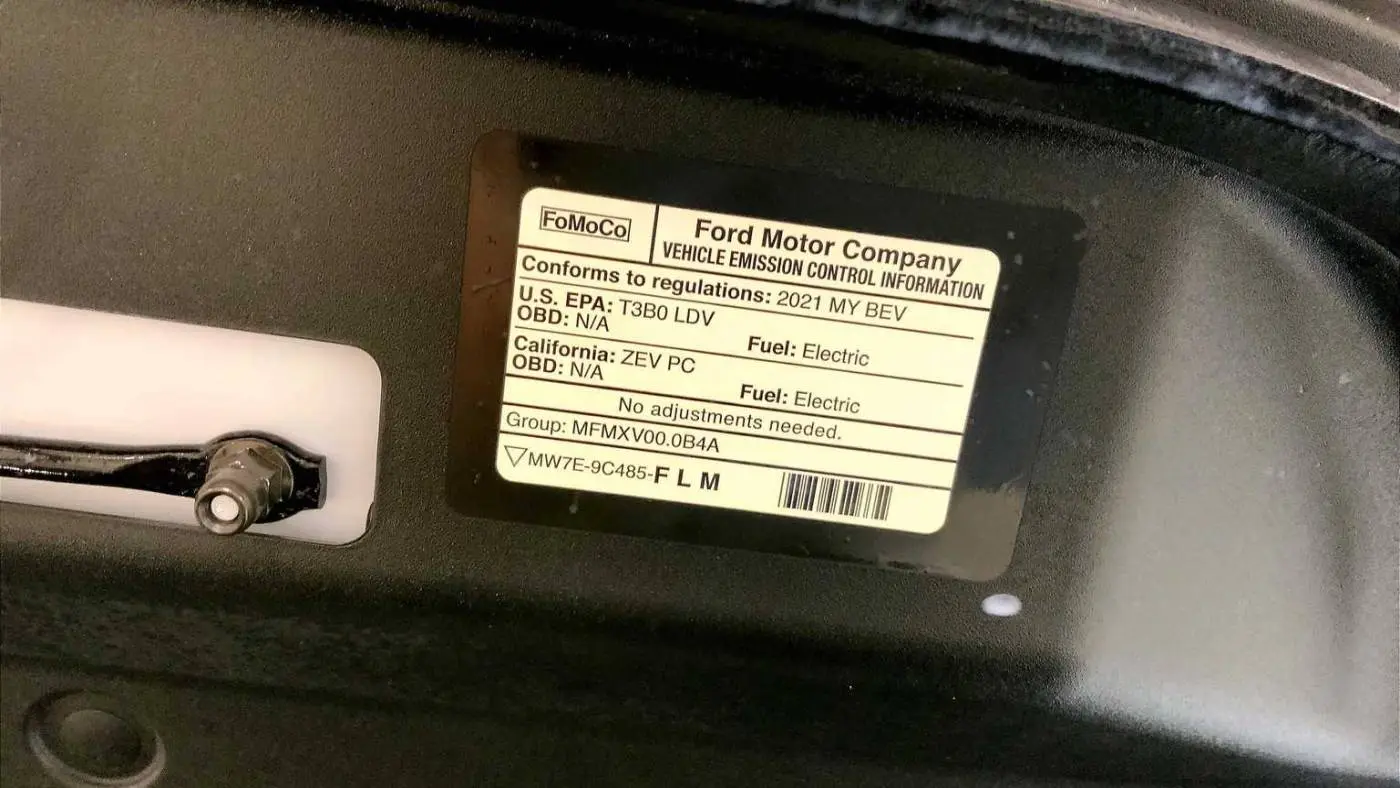 FoMoCo
Ford Motor Company
VEHICLE EMISSION CONTROL INFORMATION
Conforms to regulations: 2021 MY BEV
U.S. EPA: T3B0 LDV
OBD: N/A Fuel: Electric
California: ZEV PC
OBD: N/A Fuel: Electric
No adjustments needed.
Group: MFMXV00.0B4A
MW7E-9C485-F L M